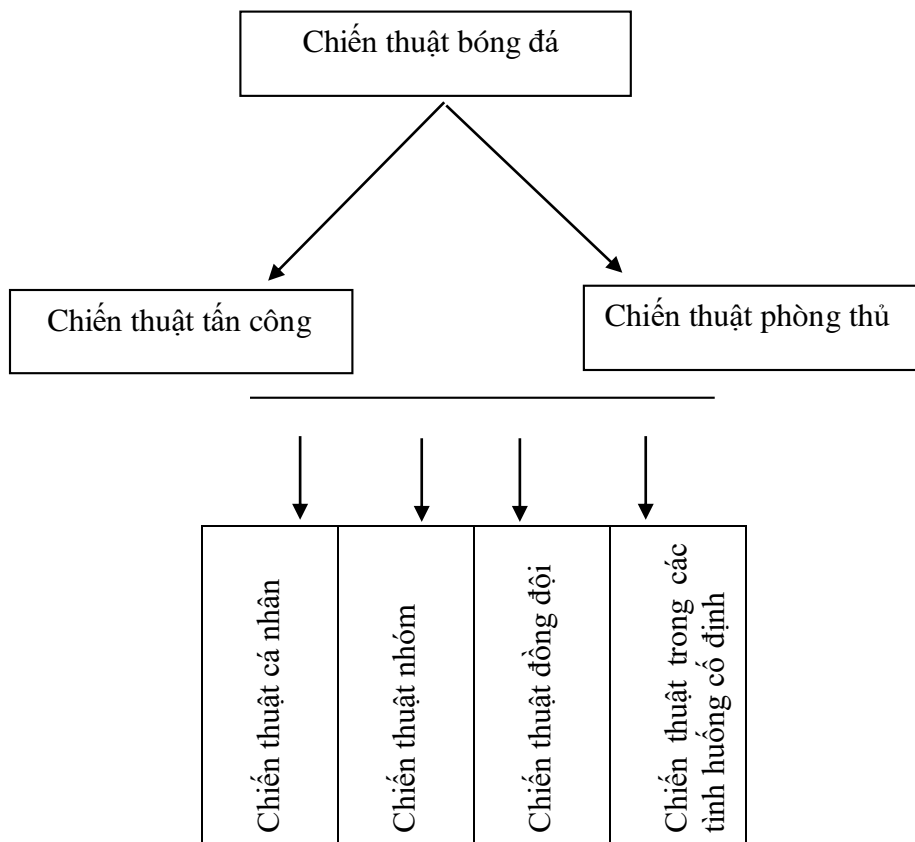 Chiến thuật bóng đá
Chiến thuật tấn công
Chiến thuật phòng thủ
Chiến thuật cá nhân
Chiến thuật nhóm
Chiến thuật đồng đội
Chiến thuật trong các
tình huống cố định